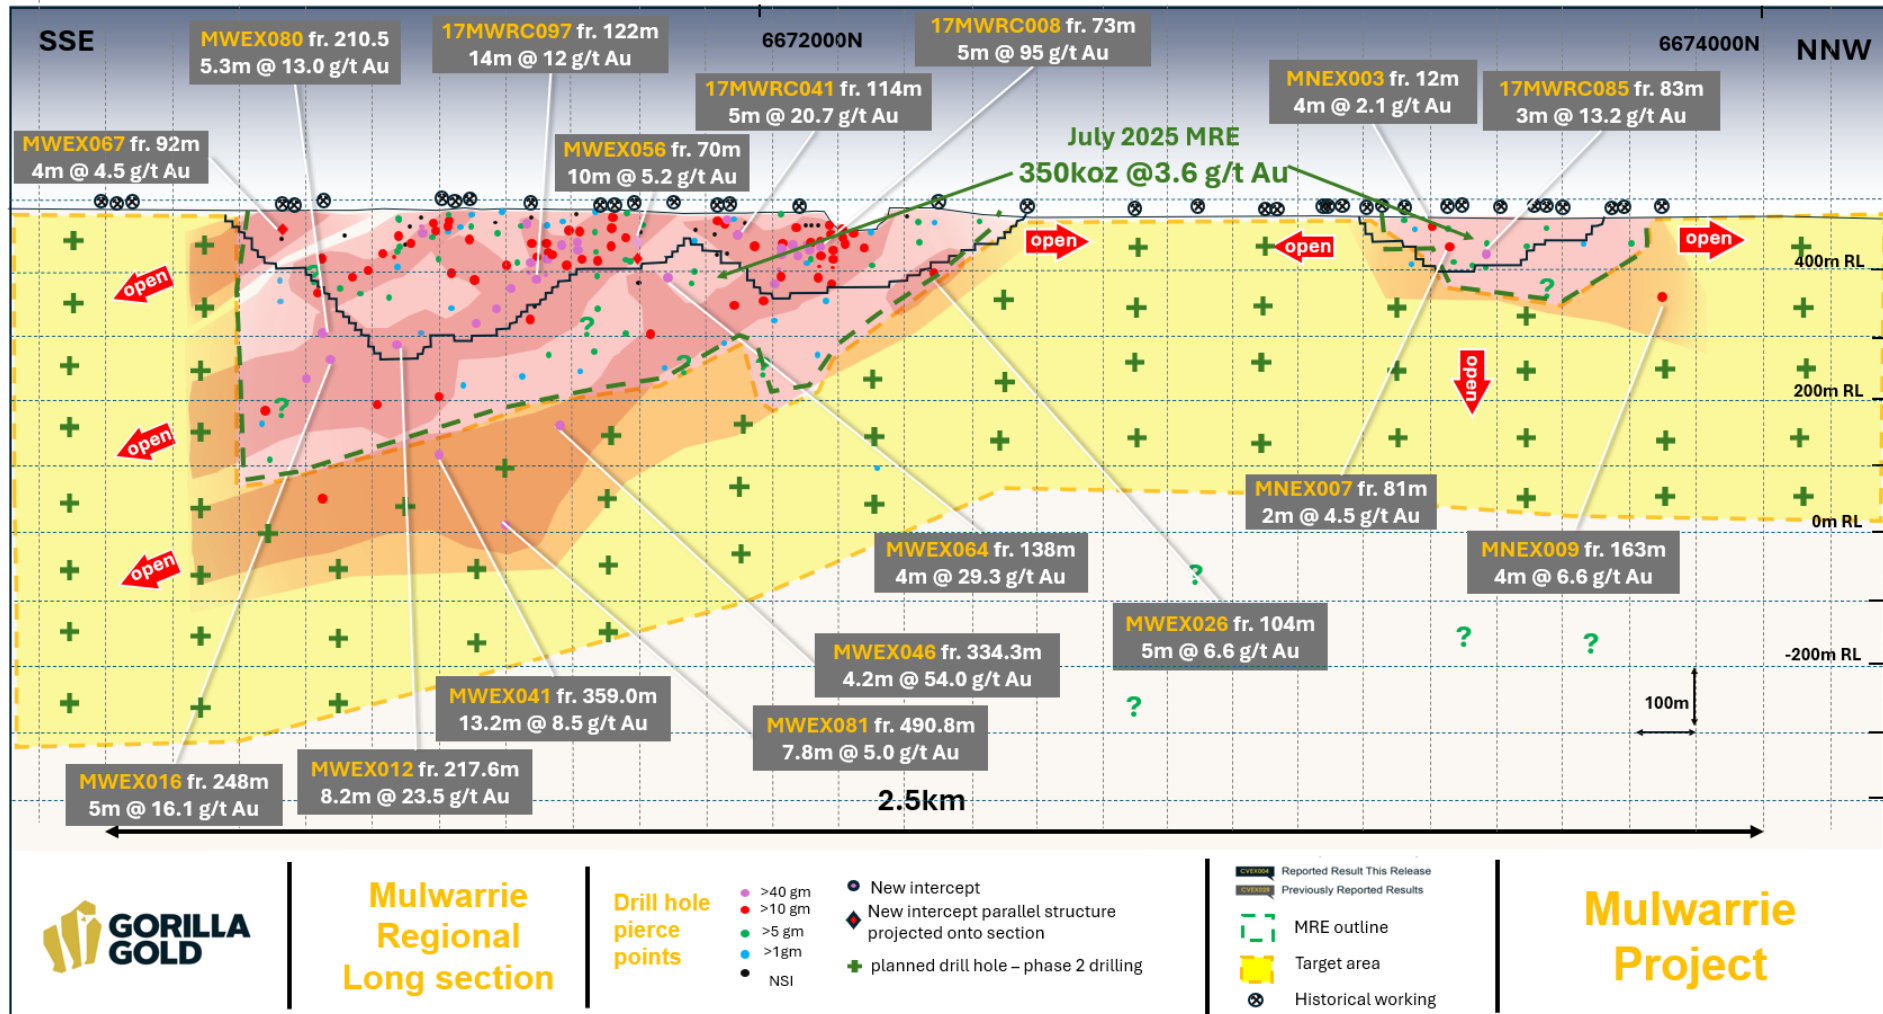 SSE
MWEX080 fr. 210.5
5.3m @ 13.0 g/t Au
17MWRC097 fr. 122m
14m @ 12 g/t Au
6672000N
17MWRC008 fr. 73m
5m @ 95 g/t Au
6674000N
NNW
17MWRC041 fr. 114m
5m @ 20.7 g/t Au
MNEX003 fr. 12m
4m @ 2.1 g/t Au
17MWRC085 fr. 83m
3m @ 13.2 g/t Au
MWEX067 fr. 92m
4m @ 4.5 g/t Au
MWEX056 fr. 70m
10m @ 5.2 g/t Au
July 2025 MRE
350koz @3.6 g/t Au
open
open
open
400m RL
open
?
?
?
?
?
open
200m RL
?
open
MNEX007 fr. 81m
2m @ 4.5 g/t Au
0m RL
open
MWEX064 fr. 138m
4m @ 29.3 g/t Au
MNEX009 fr. 163m
4m @ 6.6 g/t Au
?
MWEX026 fr. 104m
5m @ 6.6 g/t Au
?
?
MWEX046 fr. 334.3m
4.2m @ 54.0 g/t Au
-200m RL
MWEX041 fr. 359.0m
13.2m @ 8.5 g/t Au
?
100m
MWEX081 fr. 490.8m
7.8m @ 5.0 g/t Au
MWEX016 fr. 248m
5m @ 16.1 g/t Au
MWEX012 fr. 217.6m
8.2m @ 23.5 g/t Au
2.5km
GORILLA
GOLD
Mulwarrie
Regional
Long section
Drill hole
pierce
points
>40 gm
>10 gm
>5 gm
>1gm
NSI
New intercept
New intercept parallel structure
projected onto section
planned drill hole – phase 2 drilling
CVEX004 Reported Result This Release
CVEX028 Previously Reported Results
MRE outline
Target area
Historical working
Mulwarrie
Project